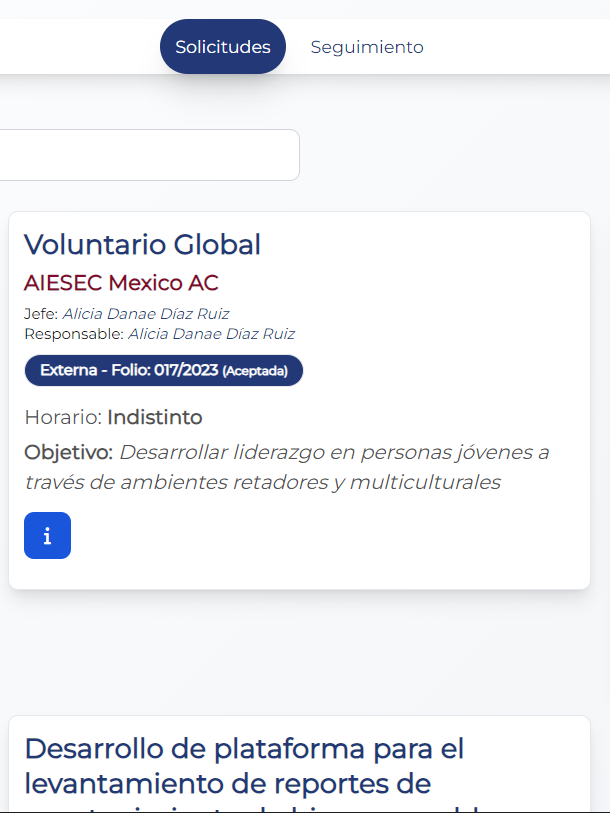 Solicitudes Seguimiento
Voluntario Global
AIESEC Mexico AC
Jefe: Alicia Danae Díaz Ruiz
Responsable: Alicia Danae Díaz Ruiz
Externa - Folio: 017/2023 (Aceptada)
Horario: Indistinto
Objetivo: Desarrollar liderazgo en personas jóvenes a
través de ambientes retadores y multiculturales
i
Desarrollo de plataforma para el
levantamiento de reportes de